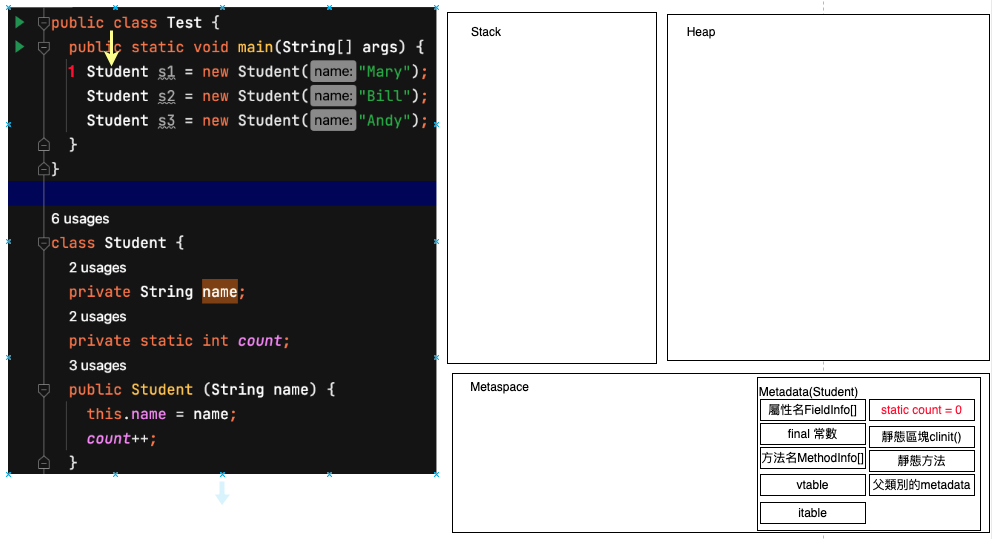 public class Test {
public static void main(String[] args) {
1 Student s1 = new Student( name: "Mary");
Student s2 = new Student( name: "Bill");
Student s3 = new Student( name: "Andy");
}
}
6 usages
class Student {
2 usages
private String name;
2 usages
private static int count;
3 usages
public Student (String name) {
this.name = name;
count++;
}
Stack
Heap
Metaspace
Metadata(Student)
屬性名FieldInfo[]
static count = 0
final 常數
靜態區塊clinit()
方法名MethodInfo[]
靜態方法
vtable
父類別的metadata
itable